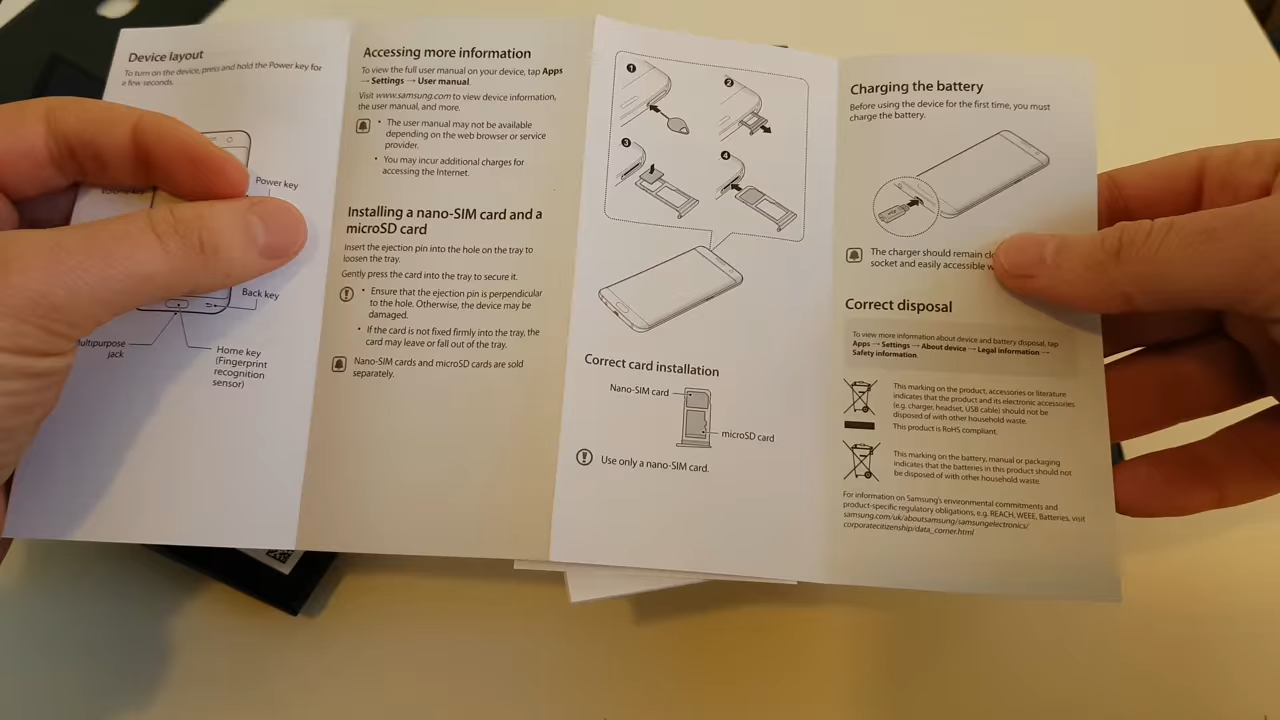 Device layout
To turn on the device, press and hold the Power key for
a few seconds.
Power key
Back key
jack
Home key
(Fingerprint
recognition
sensor)
Accessing more information
To view the full user manual on your device, tap Apps
→ Settings → User manual.
Visit www.samsung.com to view device information,
the user manual, and more.
• The user manual may not be available
depending on the web browser or service
provider.
• You may incur additional charges for
accessing the Internet.
Installing a nano-SIM card and a
microSD card
Insert the ejection pin into the hole on the tray to
loosen the tray.
Gently press the card into the tray to secure it.
• Ensure that the ejection pin is perpendicular
to the hole. Otherwise, the device may be
damaged.
• If the card is not fixed firmly into the tray, the
card may leave or fall out of the tray.
Nano-SIM cards and microSD cards are sold
separately.
1
2
3
4
Correct card installation
Nano-SIM card
microSD card
Use only a nano-SIM card.
Charging the battery
Before using the device for the first time, you must
charge the battery.
The charger should remain
socket and easily accessible
Correct disposal
To view more information about device and battery disposal, tap
Apps → Settings → About device → Legal information →
Safety information.
This marking on the product, accessories or literature
indicates that the product and its electronic accessories
(e.g. charger, headset, USB cable) should not be
disposed of with other household waste.
This product is RoHS compliant.
This marking on the battery, manual or packaging
indicates that the batteries in this product should not
be disposed of with other household waste.
For information on Samsung's environmental commitments and
product-specific regulatory obligations, e.g. REACH, WEEE, Batteries, visit
samsung.com/uk/aboutsamsung/samsungelectronics/
corporatecitizenship/data_corner.html